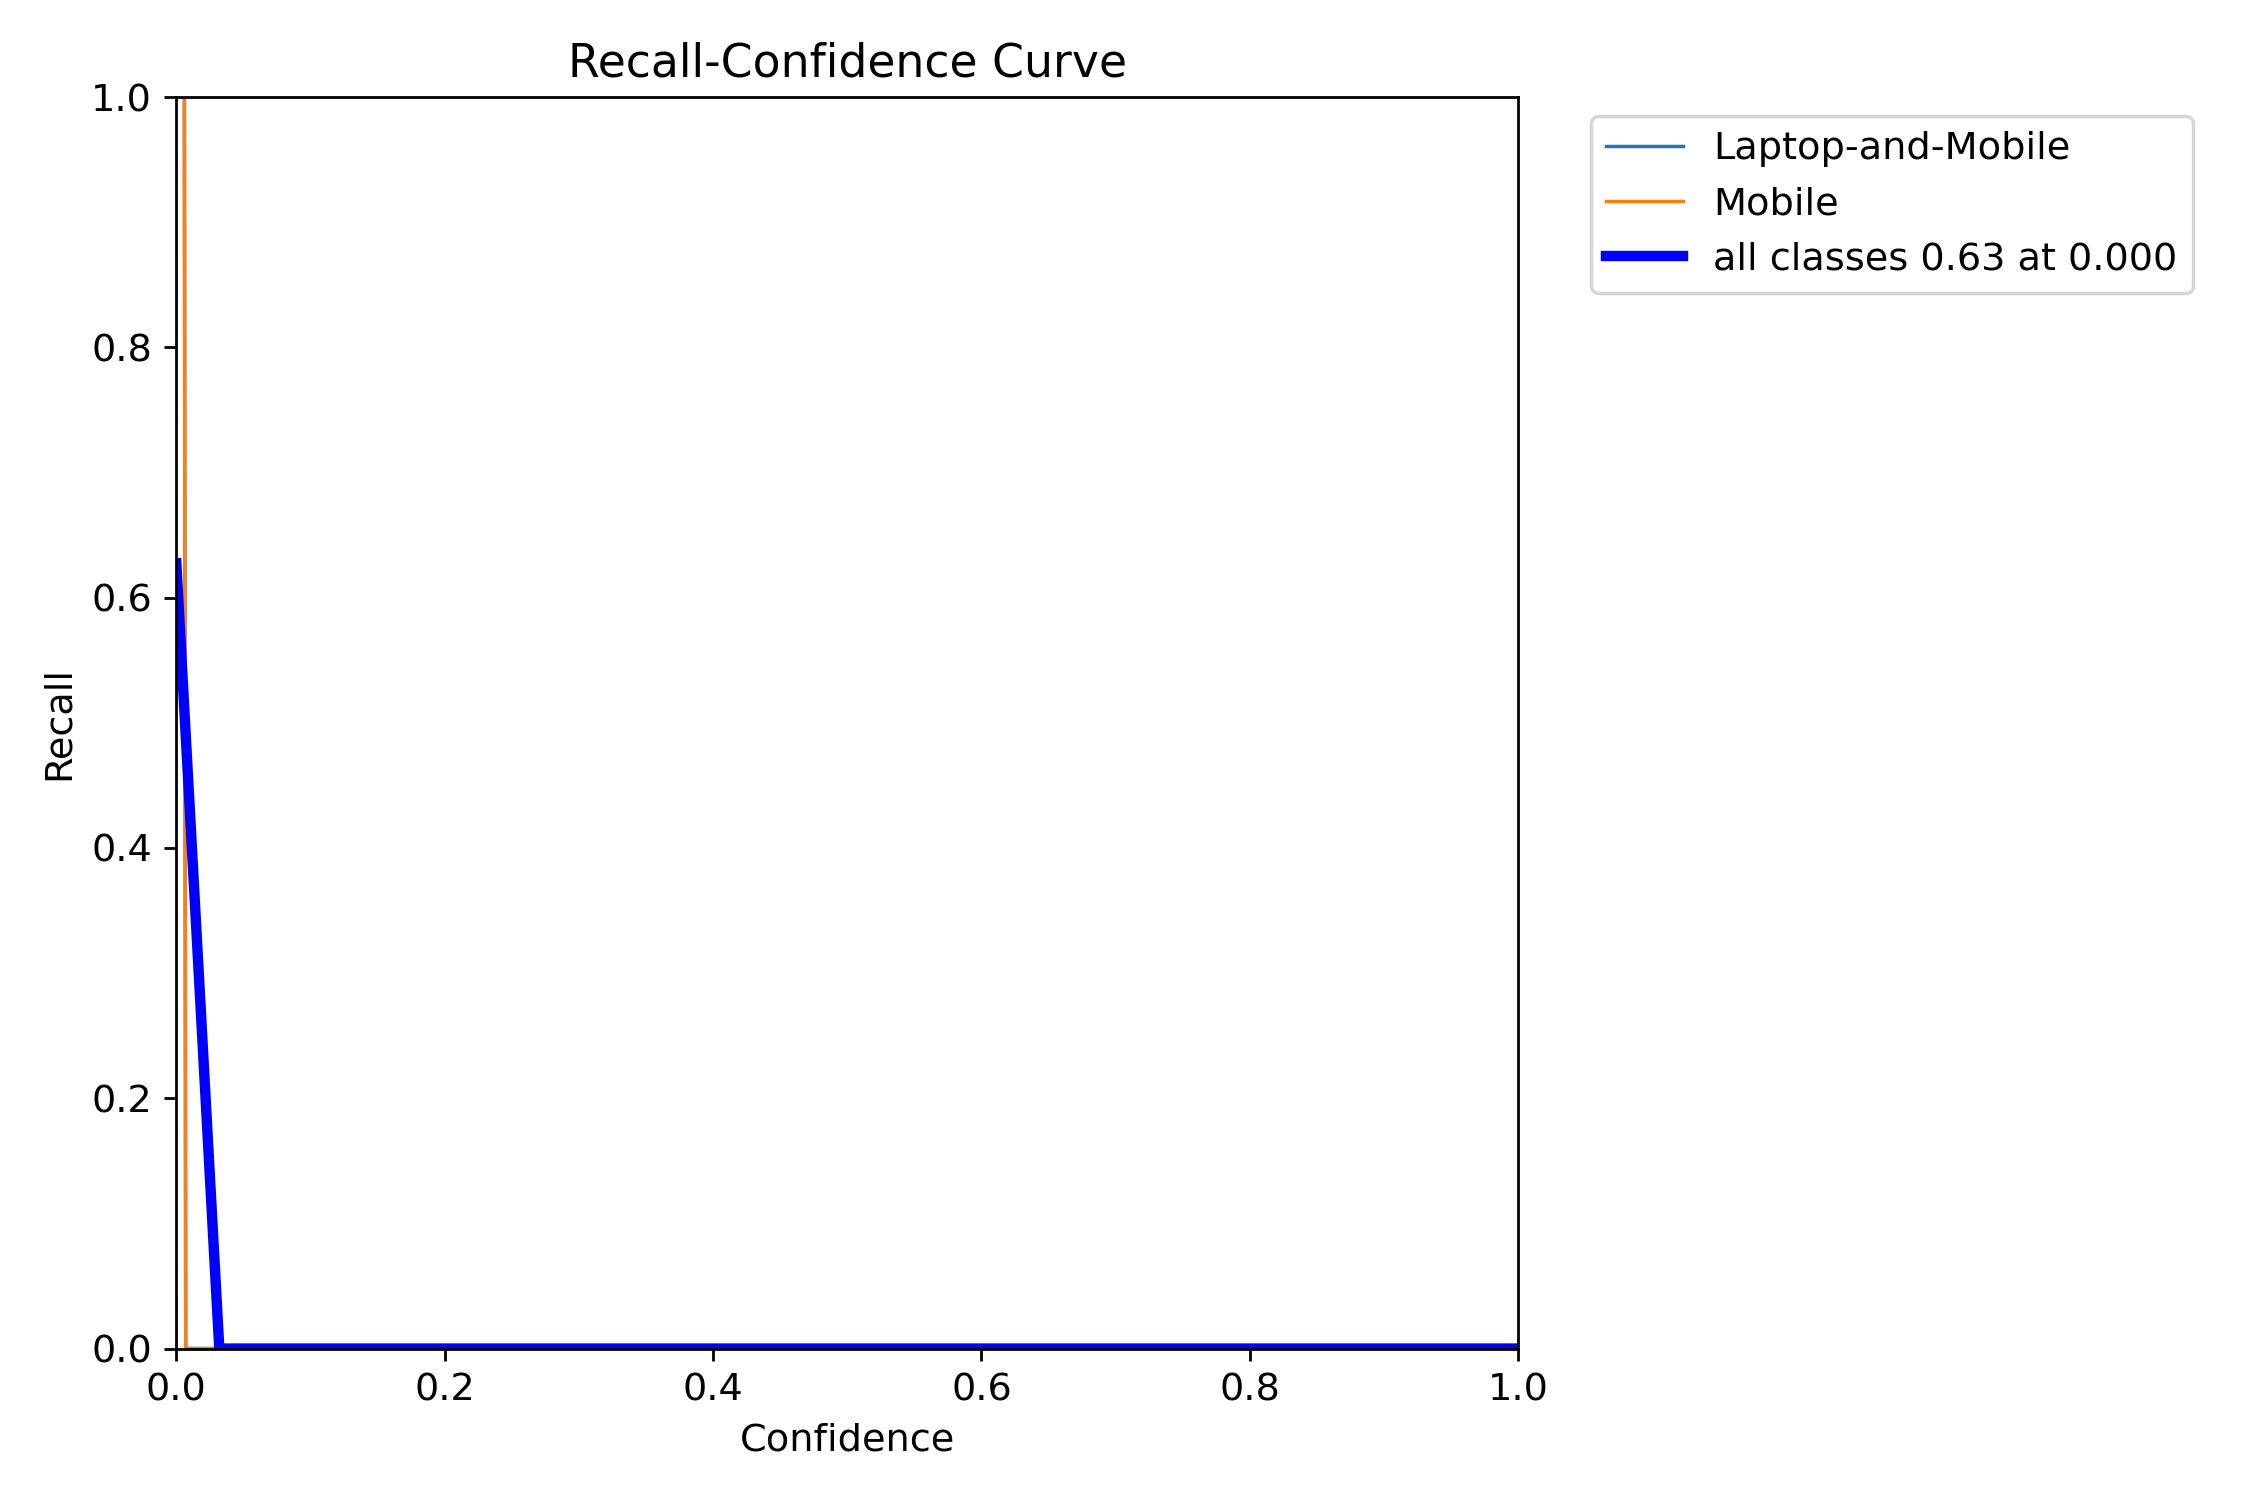 Recall-Confidence Curve
1.0
0.8
0.6
0.4
0.2
0.0
Recall
0.0 0.2 0.4 0.6 0.8 1.0
Confidence
Laptop-and-Mobile
Mobile
all classes 0.63 at 0.000